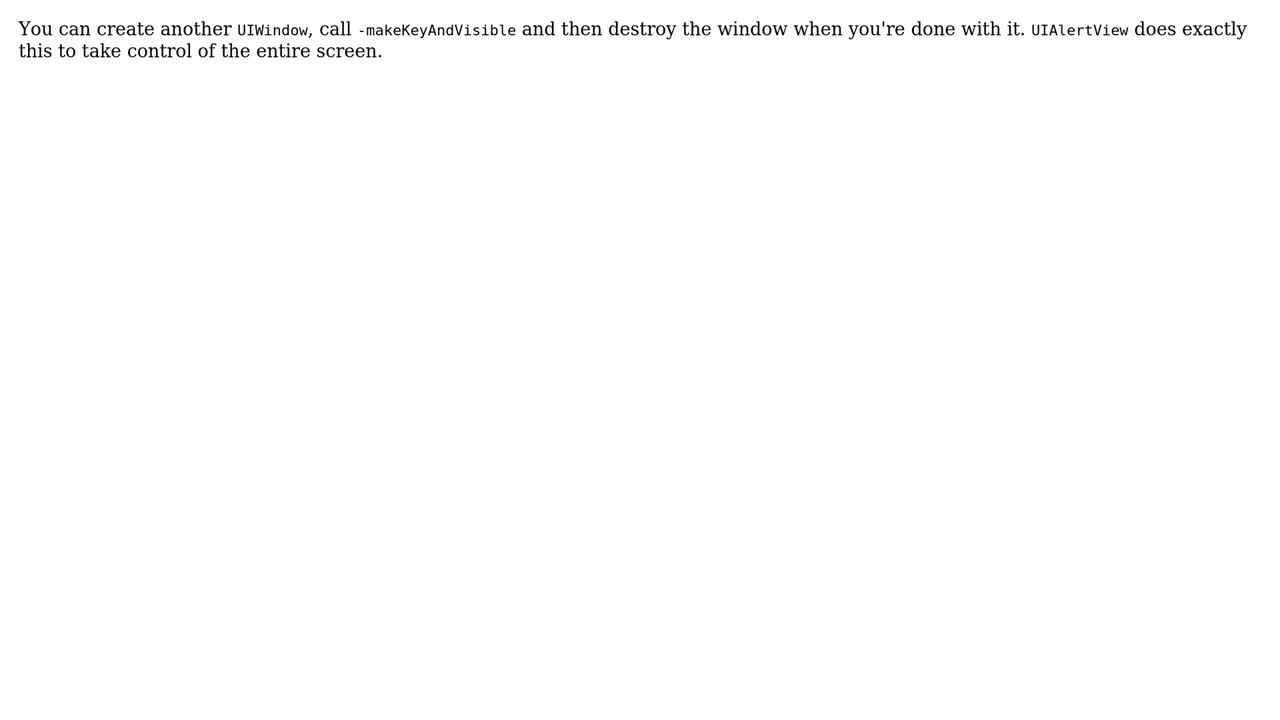 You can create another UIWindow, call -makeKeyAndVisible and then destroy the window when you're done with it. UIAlertView does exactly
this to take control of the entire screen.